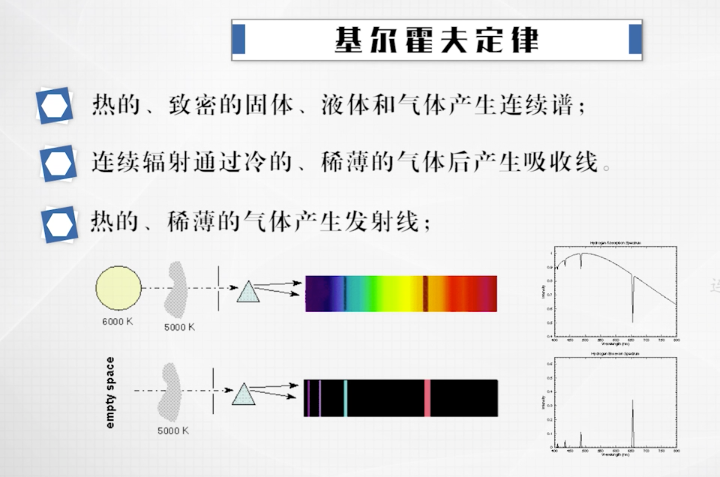 基尔霍夫定律
热的、致密的固体、液体和气体产生连续谱；
连续辐射通过冷的、稀薄的气体后产生吸收线。
热的、稀薄的气体产生发射线；
6000 K
5000 K
Hydrogen Absorption Spectrum
Wavelength (nm)
empty space
5000 K
Hydrogen Emission Spectrum
Wavelength (nm)